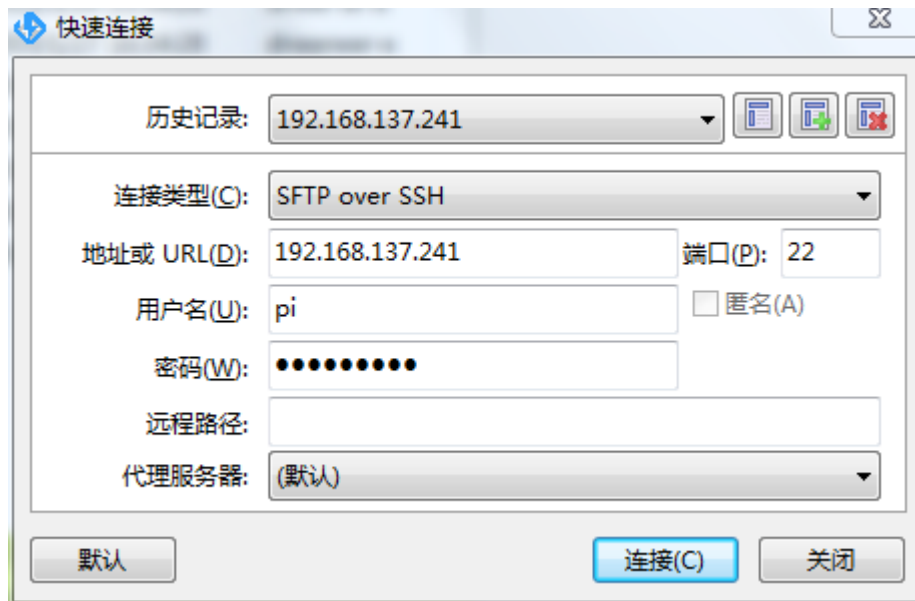 快速连接
历史记录: 192.168.137.241
连接类型(C): SFTP over SSH
地址或 URL(D): 192.168.137.241 端口(P): 22
用户名(U): pi 匿名(A)
密码(W): •••••••••
远程路径:
代理服务器: (默认)
默认 连接(C) 关闭